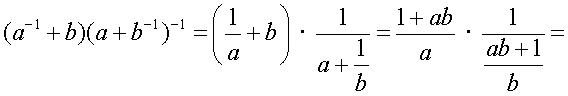 (a⁻¹ + b)(a + b⁻¹)⁻¹ = (1/a + b) · 1/(a + 1/b) = (1 + ab)/a · 1/((ab + 1)/b) =